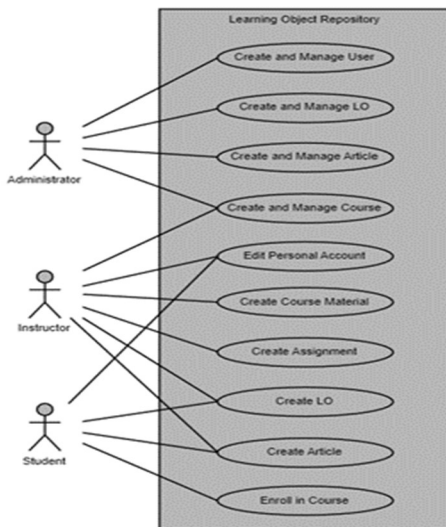 Learning Object Repository
Create and Manage User
Create and Manage LO
Create and Manage Article
Administrator
Create and Manage Course
Edit Personal Account
Create Course Material
Instructor
Create Assignment
Create LO
Create Article
Student
Enroll in Course